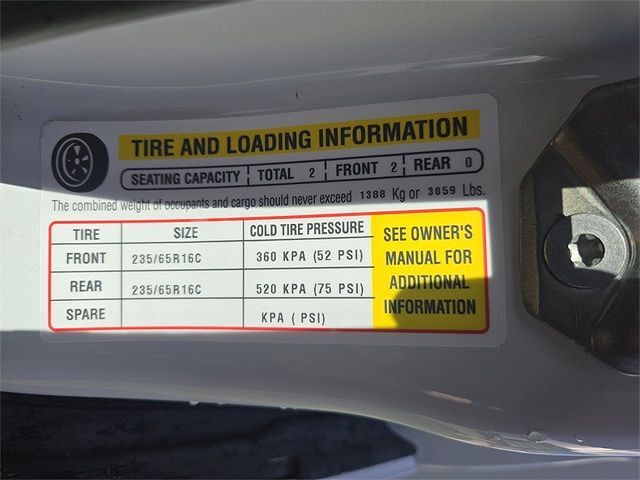 TIRE AND LOADING INFORMATION
SEATING CAPACITY TOTAL 2 FRONT 2 REAR 0
The combined weight of occupants and cargo should never exceed 1388 Kg or 3059 Lbs.
TIRE SIZE COLD TIRE PRESSURE
FRONT 235/65R16C 360 KPA (52 PSI)
REAR 235/65R16C 520 KPA (75 PSI)
SPARE KPA ( PSI)
SEE OWNER'S
MANUAL FOR
ADDITIONAL
INFORMATION